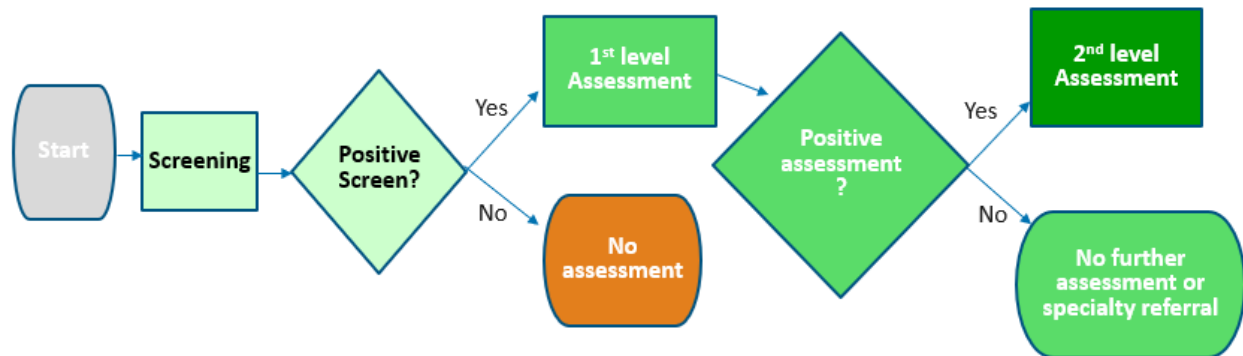 Start
Screening
Positive
Screen?
Yes
No
1st level
Assessment
No
assessment
Positive
assessment
?
Yes
No
2nd level
Assessment
No further
assessment or
specialty referral